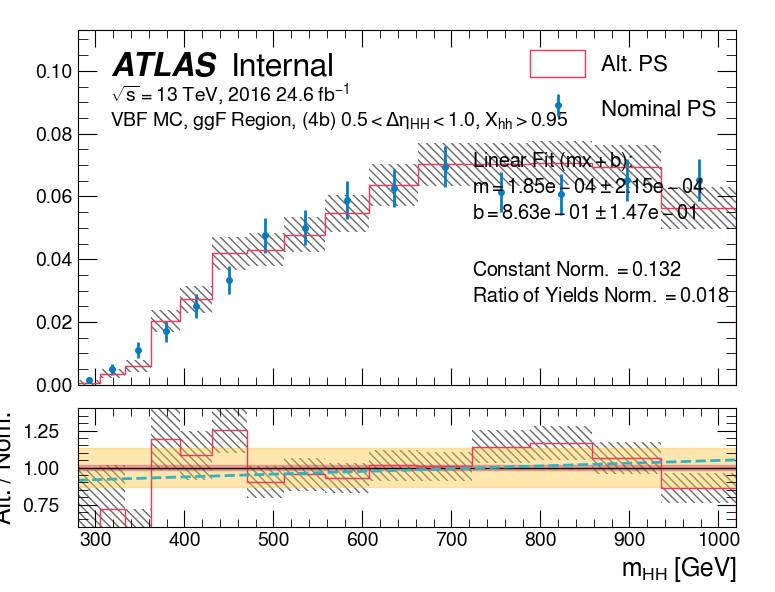 ATLAS Internal
√s = 13 TeV, 2016 24.6 fb⁻¹
VBF MC, ggF Region, (4b) 0.5 < Δη_HH < 1.0, X_hh > 0.95
Alt. PS
Nominal PS
Linear Fit (mx + b):
m = 1.85e − 04 ± 2.15e − 04
b = 8.63e − 01 ± 1.47e − 01
Constant Norm. = 0.132
Ratio of Yields Norm. = 0.018
0.10
0.08
0.06
0.04
0.02
0.00
Alt. / Nom.
1.25
1.00
0.75
300 400 500 600 700 800 900 1000
m_HH [GeV]